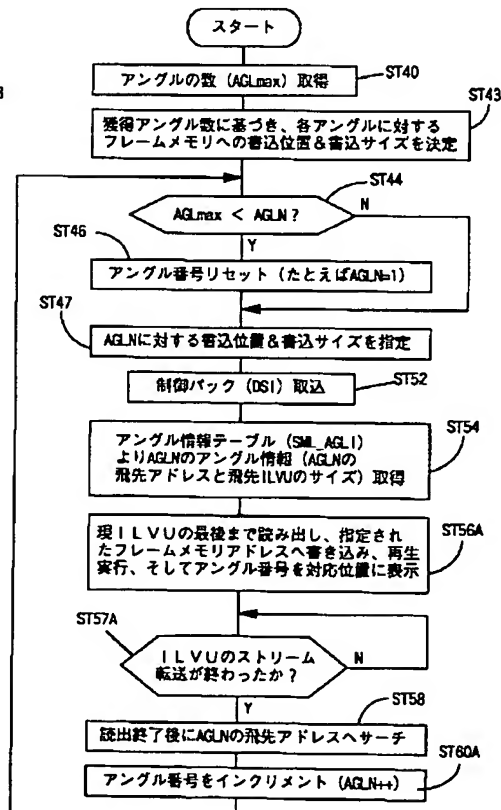 スタート
アングルの数 (AGLmax) 取得
ST40
ST43
獲得アングル数に基づき、各アングルに対する
フレームメモリへの書込位置&書込サイズを決定
ST44
AGLmax < AGLN?
N
Y
ST46
アングル番号リセット (たとえばAGLN=1)
ST47
AGLNに対する書込位置&書込サイズを指定
制御パック (DSI) 取込
ST52
ST54
アングル情報テーブル (SML_AGLI)
よりAGLNのアングル情報 (AGLNの
飛先アドレスと飛先ILVUのサイズ) 取得
現ILVUの最後まで読み出し、指定され
たフレームメモリアドレスへ書き込み、再生
実行、そしてアングル番号を対応位置に表示
ST56A
ST57A
ILVUのストリーム
転送が終わったか?
N
Y
ST58
読出終了後にAGLNの飛先アドレスへサーチ
ST60A
アングル番号をインクリメント (AGLN++)